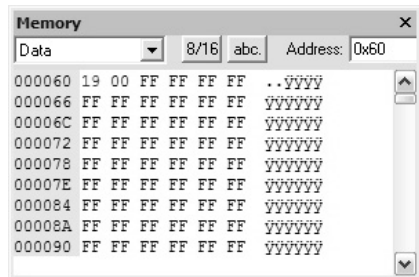 Memory
Data 8/16 abc. Address: 0x60
000060 19 00 FF FF FF FF ..ÿÿÿÿ
000066 FF FF FF FF FF FF ÿÿÿÿÿÿ
00006C FF FF FF FF FF FF ÿÿÿÿÿÿ
000072 FF FF FF FF FF FF ÿÿÿÿÿÿ
000078 FF FF FF FF FF FF ÿÿÿÿÿÿ
00007E FF FF FF FF FF FF ÿÿÿÿÿÿ
000084 FF FF FF FF FF FF ÿÿÿÿÿÿ
00008A FF FF FF FF FF FF ÿÿÿÿÿÿ
000090 FF FF FF FF FF FF ÿÿÿÿÿÿ